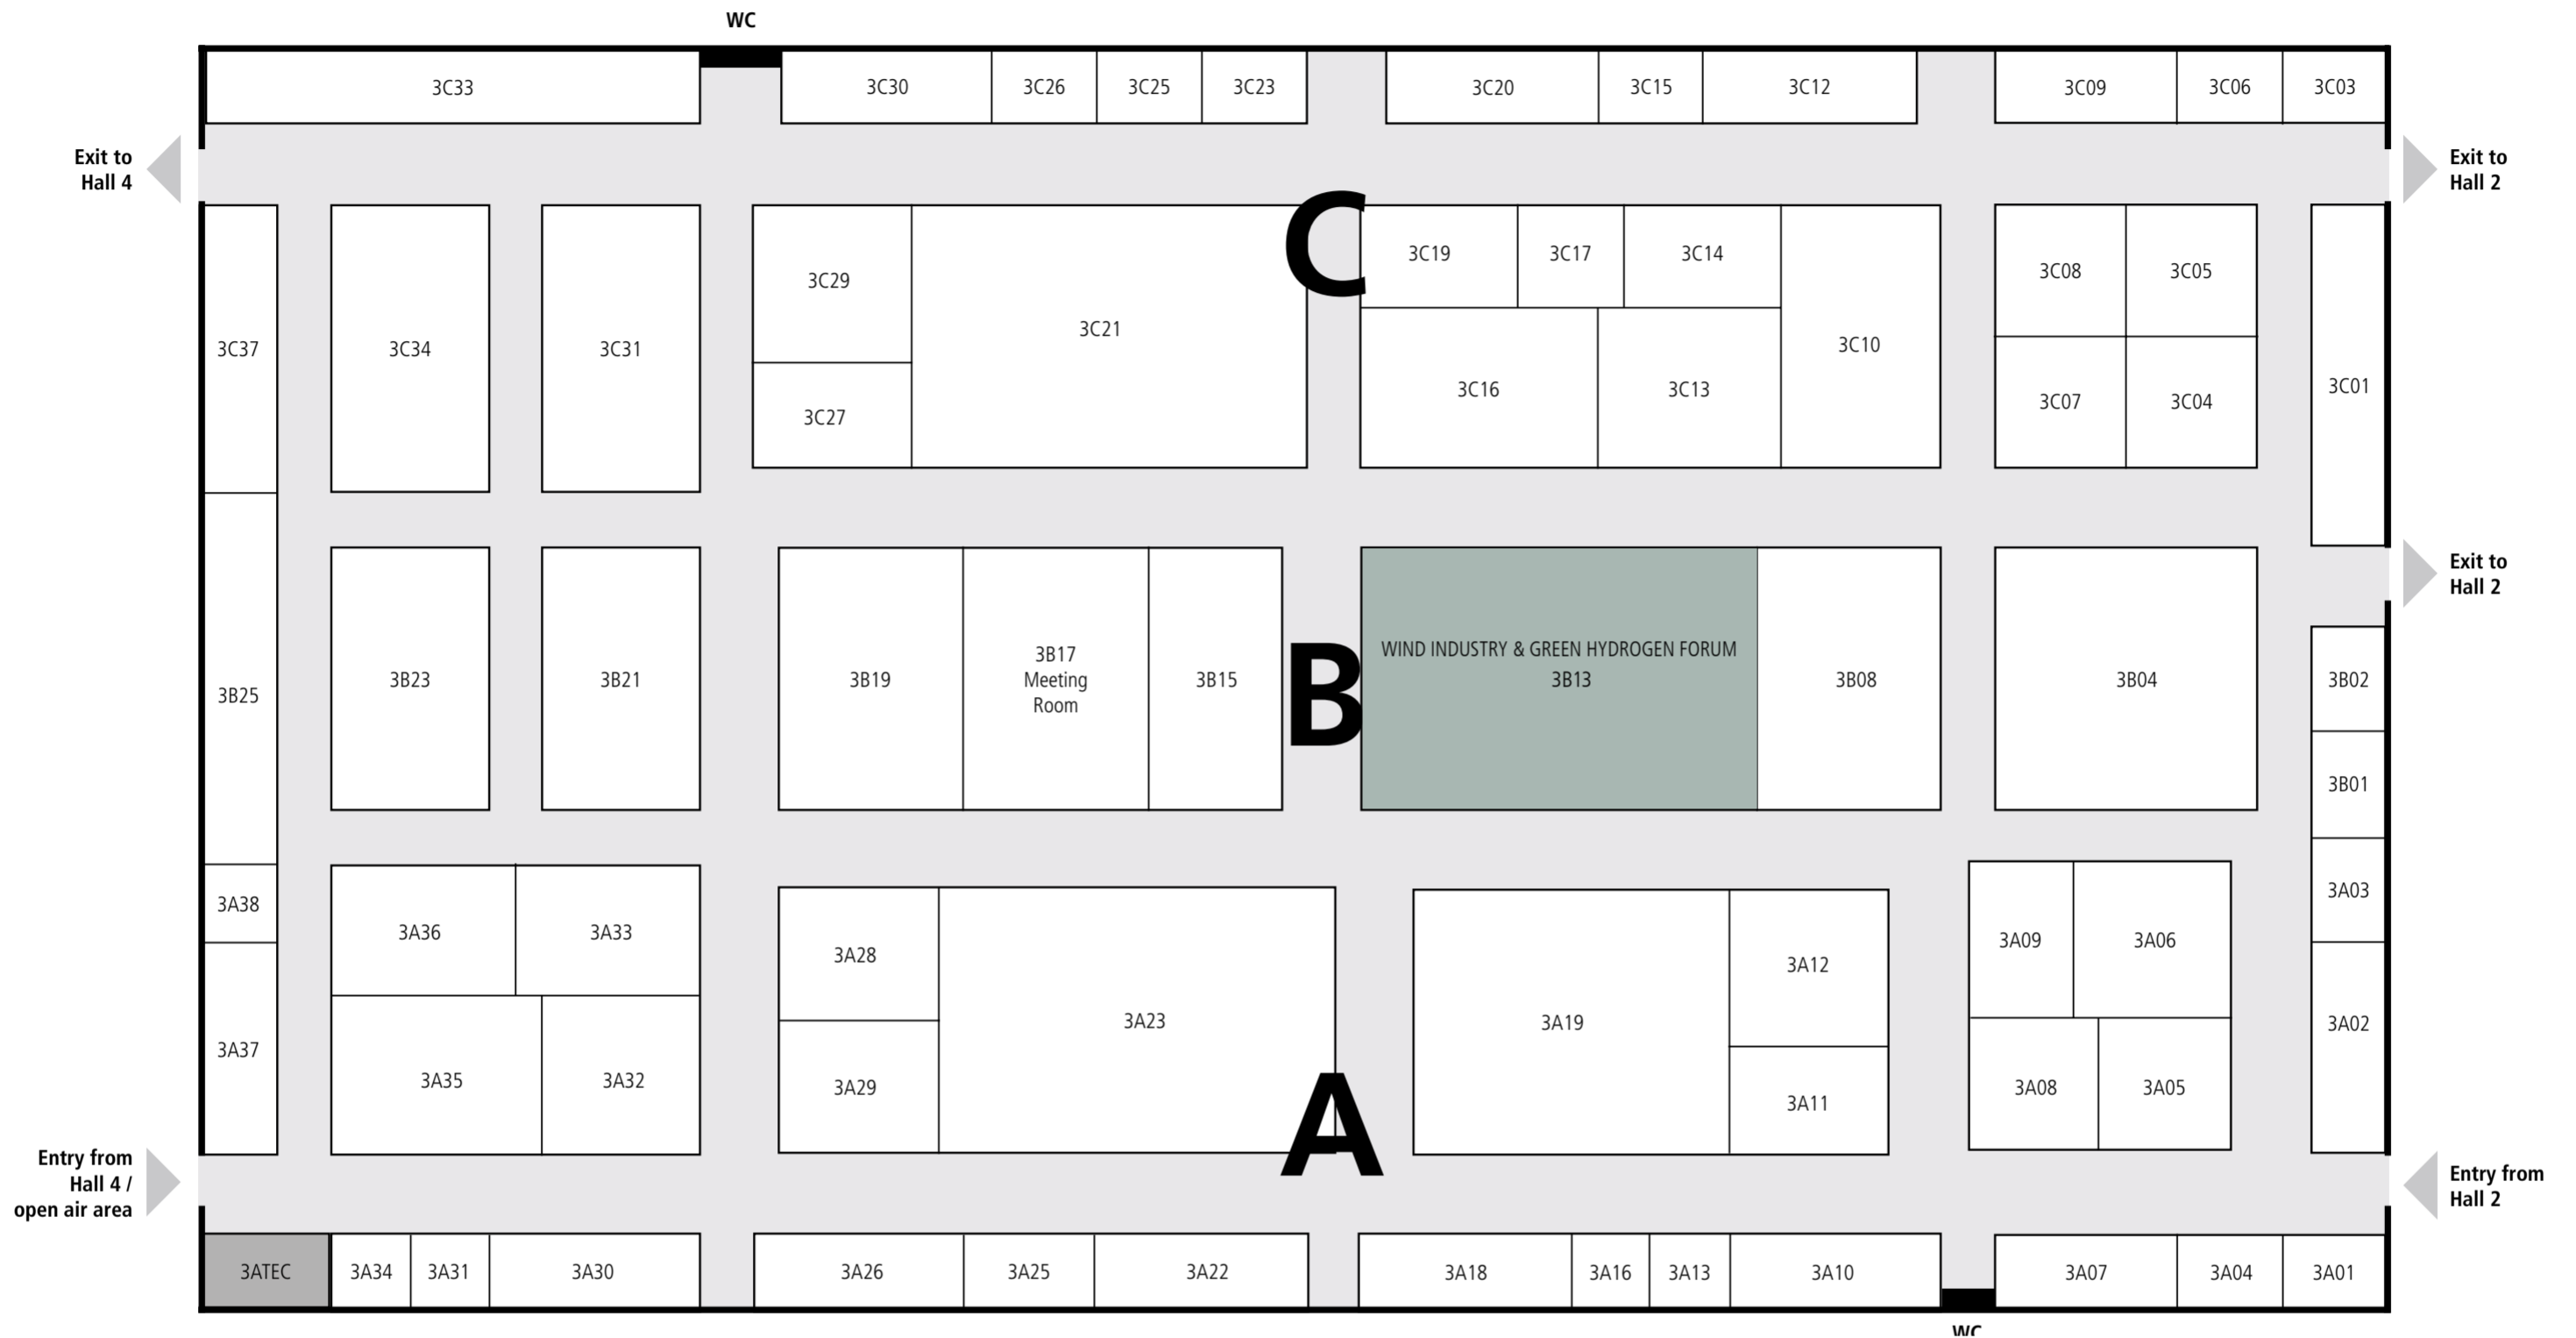 WC
3C33
3C30
3C26
3C25
3C23
3C20
3C15
3C12
3C09
3C06
3C03
Exit to
Hall 4
Exit to
Hall 2
C
3C37
3C34
3C31
3C29
3C27
3C21
3C19
3C17
3C14
3C16
3C13
3C10
3C08
3C05
3C07
3C04
3C01
Exit to
Hall 2
3B25
3B23
3B21
3B19
3B17
Meeting
Room
3B15
B
WIND INDUSTRY & GREEN HYDROGEN FORUM
3B13
3B08
3B04
3B02
3B01
3A38
3A37
3A36
3A33
3A35
3A32
3A28
3A29
3A23
A
3A19
3A12
3A11
3A09
3A06
3A08
3A05
3A03
3A02
Entry from
Hall 4 /
open air area
Entry from
Hall 2
3ATEC
3A34
3A31
3A30
3A26
3A25
3A22
3A18
3A16
3A13
3A10
3A07
3A04
3A01
WC